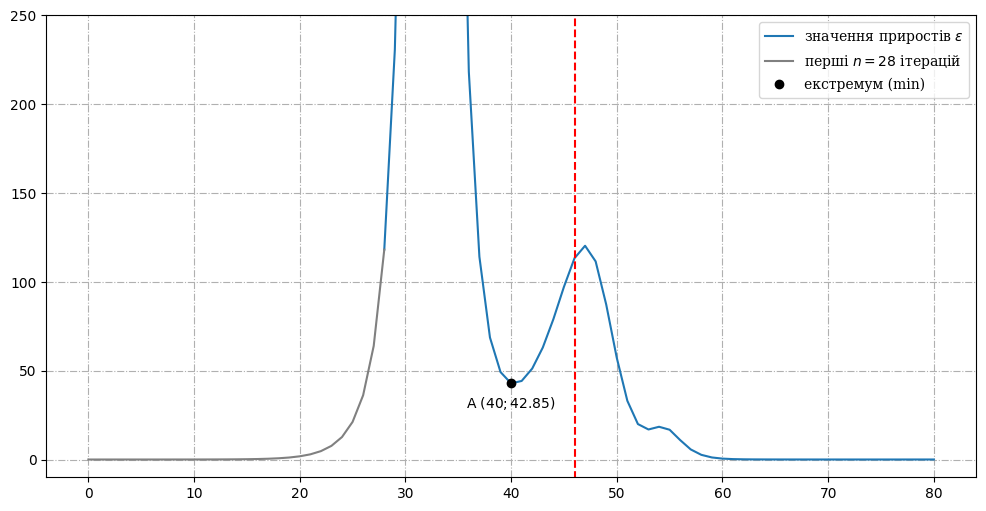 250
200
150
100
50
0
значення приростів ε
перші n = 28 ітерацій
екстремум (min)
A (40; 42.85)
0 10 20 30 40 50 60 70 80